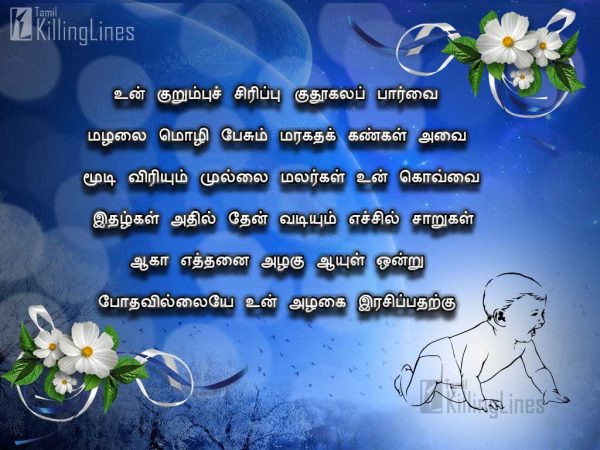 Tamil
KillingLines
உன் குறும்புச் சிரிப்பு குதூகலப் பார்வை
மழலை மொழி பேசும் மரகதக் கண்கள் அவை
மூடி விரியும் முல்லை மலர்கள் உன் கொவ்வை
இதழ்கள் அதில் தேன் வடியும் எச்சில் சாறுகள்
ஆகா எத்தனை அழகு ஆயுள் ஒன்று
போதவில்லையே உன் அழகை இரசிப்பதற்கு
Tamil
KillingLines